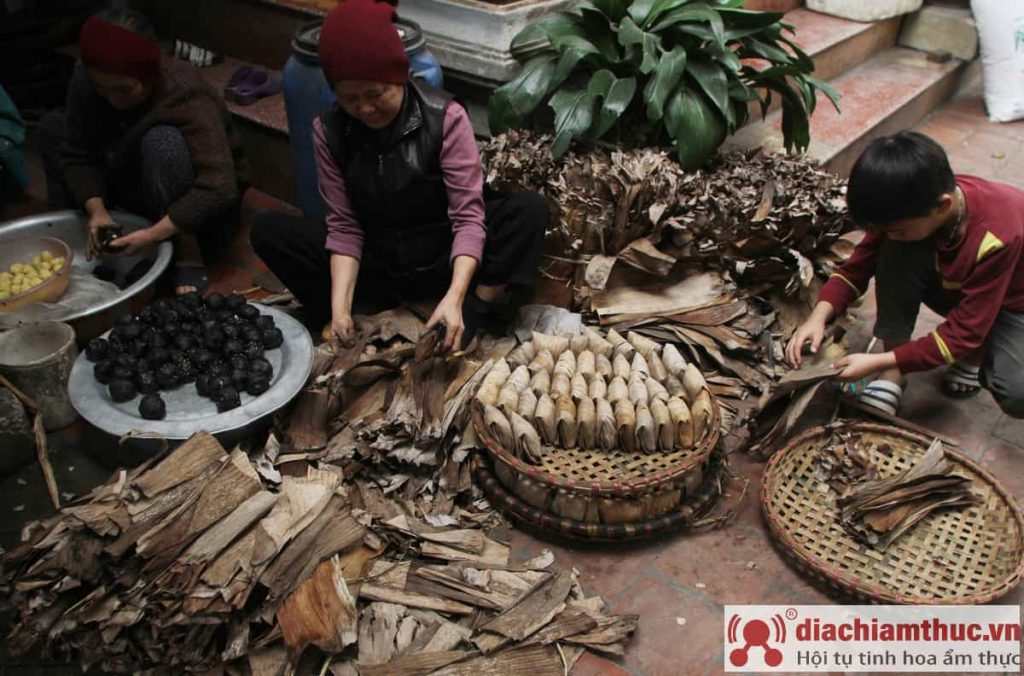 ®
diachiamthuc.vn
Hội tụ tinh hoa ẩm thực